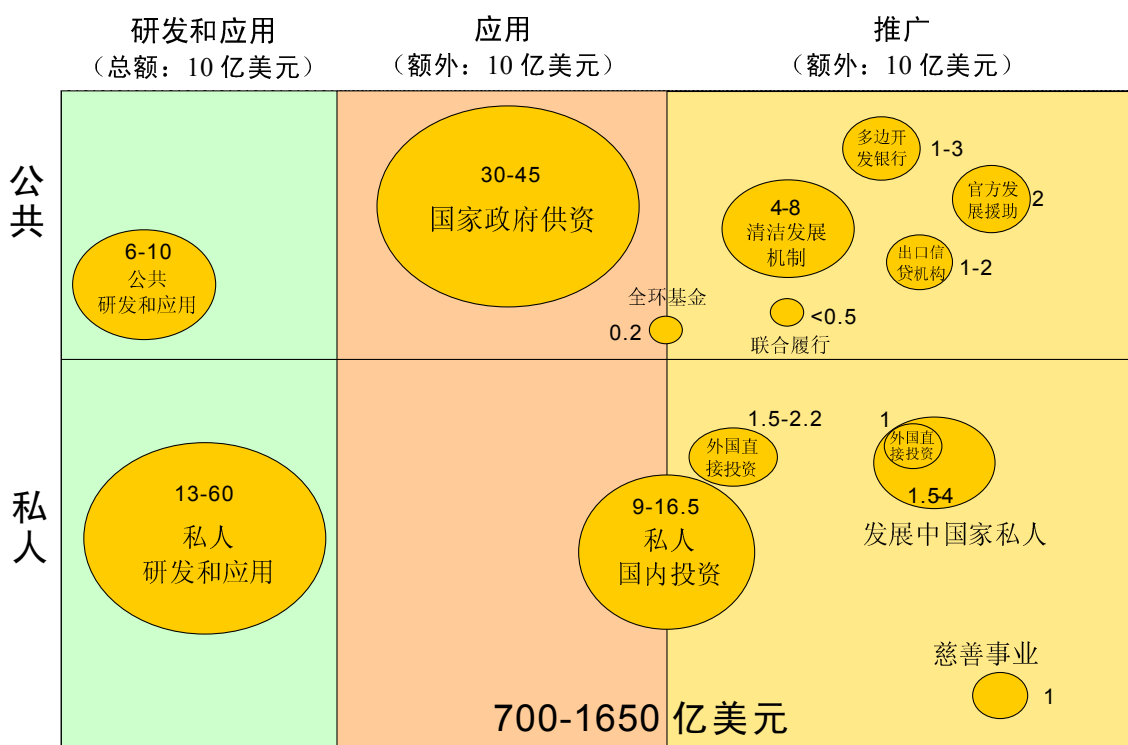 研发和应用
（总额：10 亿美元）
应用
（额外：10 亿美元）
推广
（额外：10 亿美元）
公共
6-10
公共
研发和应用
30-45
国家政府供资
全环基金
0.2
多边开
发银行
1-3
官方发
展援助
2
4-8
清洁发展
机制
出口信
贷机构
1-2
<0.5
联合履行
私人
13-60
私人
研发和应用
9-16.5
私人
国内投资
1.5-2.2
外国直
接投资
1
外国直
接投资
1.5-4
发展中国家私人
慈善事业
1
700-1650 亿美元